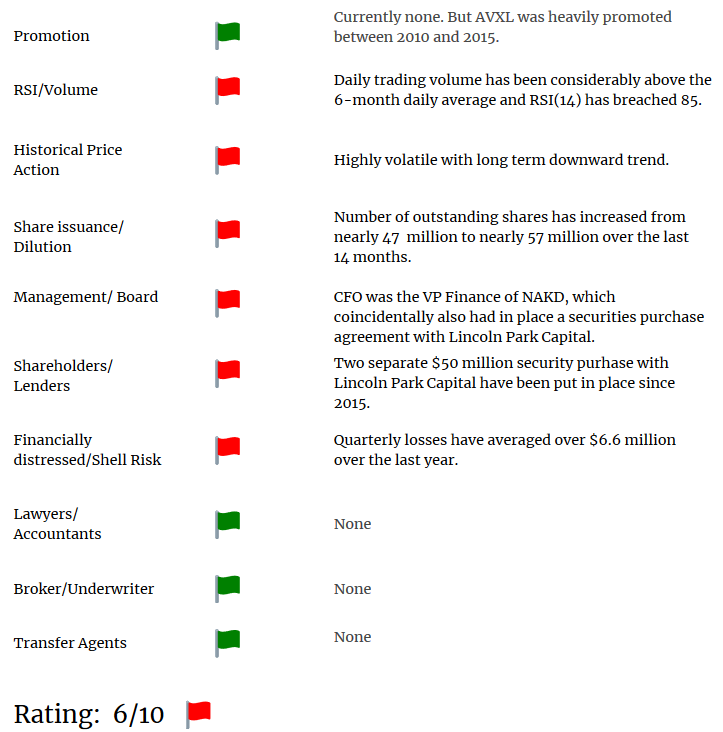 Promotion
Currently none. But AVXL was heavily promoted
between 2010 and 2015.
RSI/Volume
Daily trading volume has been considerably above the
6-month daily average and RSI(14) has breached 85.
Historical Price
Action
Highly volatile with long term downward trend.
Share issuance/
Dilution
Number of outstanding shares has increased from
nearly 47 million to nearly 57 million over the last
14 months.
Management/ Board
CFO was the VP Finance of NAKD, which
coincidentally also had in place a securities purchase
agreement with Lincoln Park Capital.
Shareholders/
Lenders
Two separate $50 million security purhase with
Lincoln Park Capital have been put in place since
2015.
Financially
distressed/Shell Risk
Quarterly losses have averaged over $6.6 million
over the last year.
Lawyers/
Accountants
None
Broker/Underwriter
None
Transfer Agents
None
Rating: 6/10